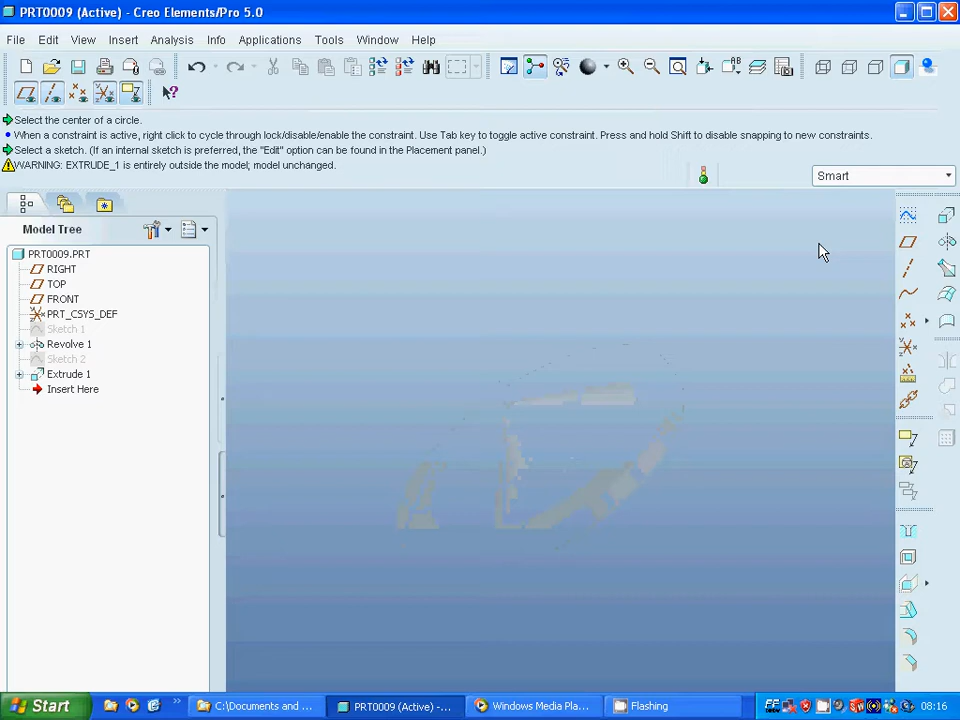 PRT0009 (Active) - Creo Elements/Pro 5.0
File Edit View Insert Analysis Info Applications Tools Window Help
Select the center of a circle.
When a constraint is active, right click to cycle through lock/disable/enable the constraint. Use Tab key to toggle active constraint. Press and hold Shift to disable snapping to new constraints.
Select a sketch. (If an internal sketch is preferred, the "Edit" option can be found in the Placement panel.)
WARNING: EXTRUDE_1 is entirely outside the model; model unchanged.
Smart
Model Tree
PRT0009.PRT
RIGHT
TOP
FRONT
PRT_CSYS_DEF
Sketch 1
Revolve 1
Sketch 2
Extrude 1
Insert Here
Start C:\Documents and ... PRT0009 (Active) -... Windows Media Pla... Flashing 08:16